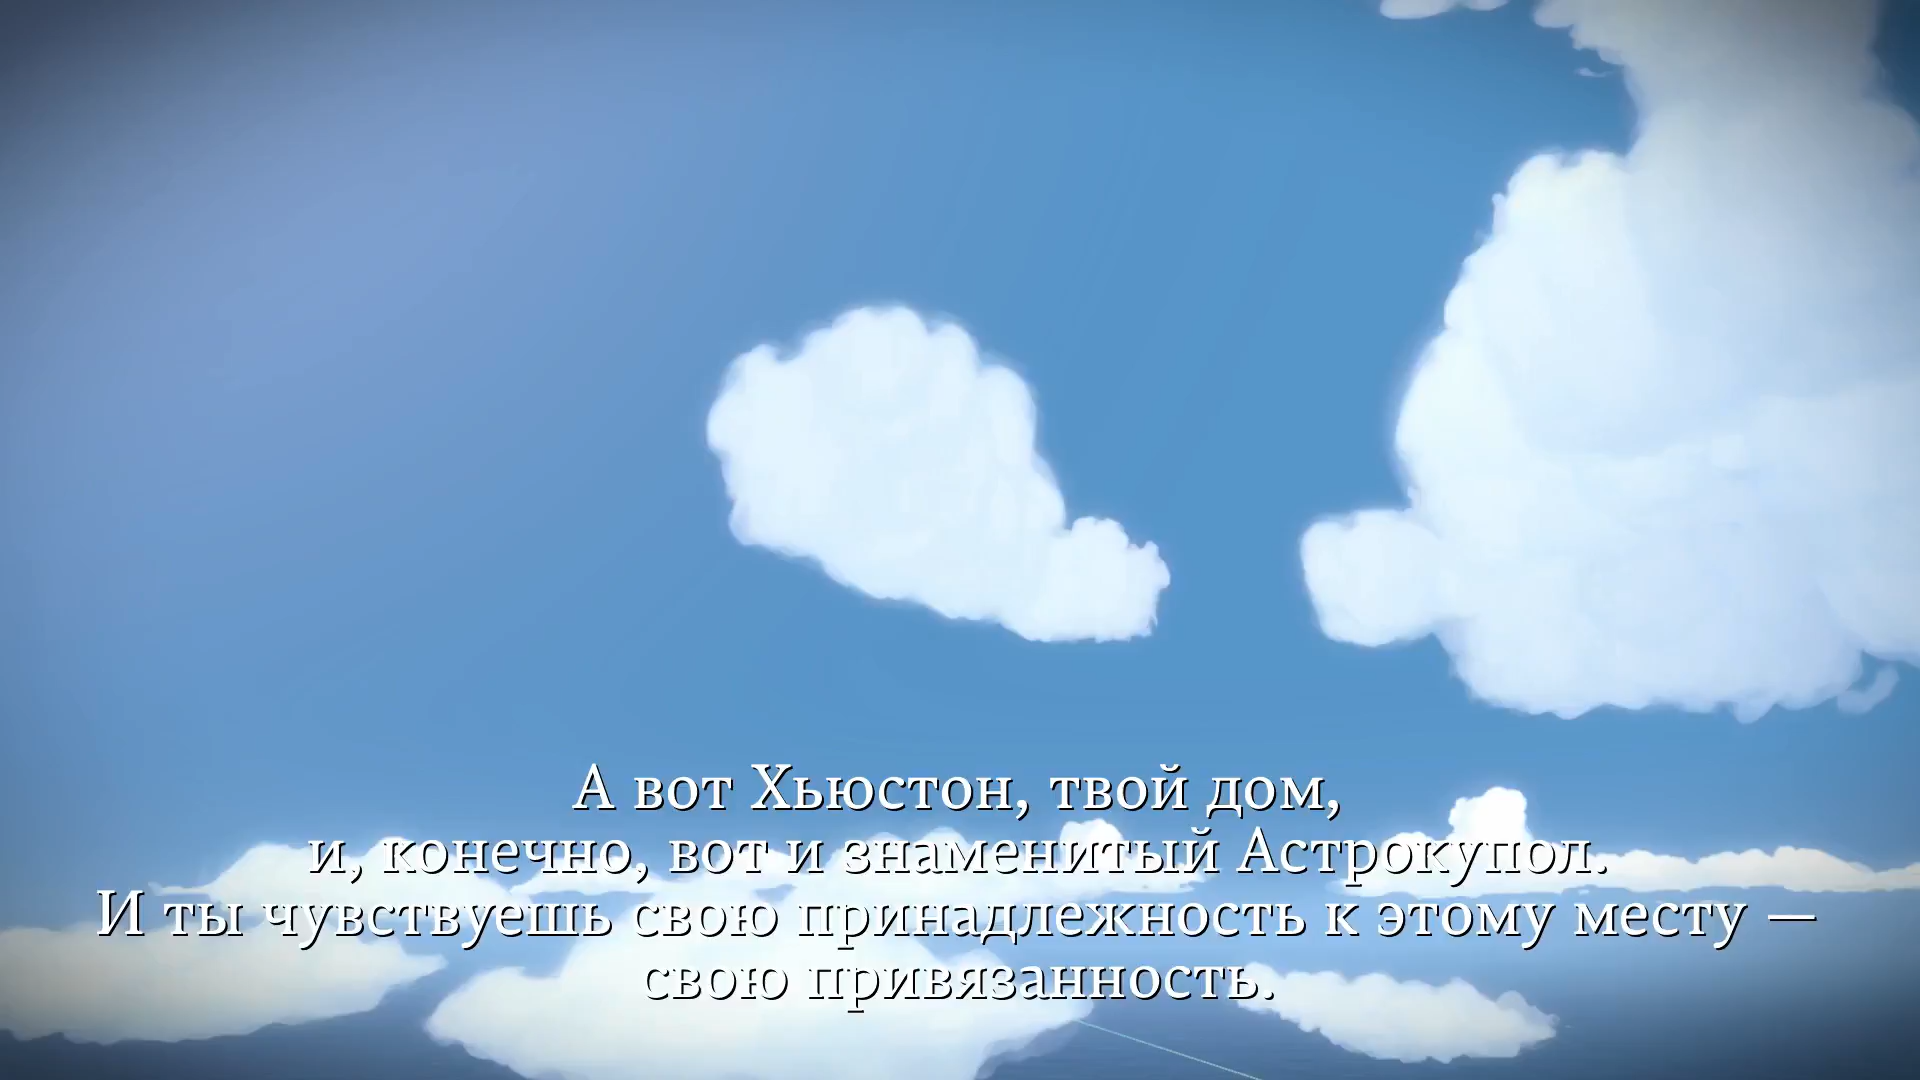 А вот Хьюстон, твой дом,
и, конечно, вот и знаменитый Астрокупол.
И ты чувствуешь свою принадлежность к этому месту —
свою привязанность.